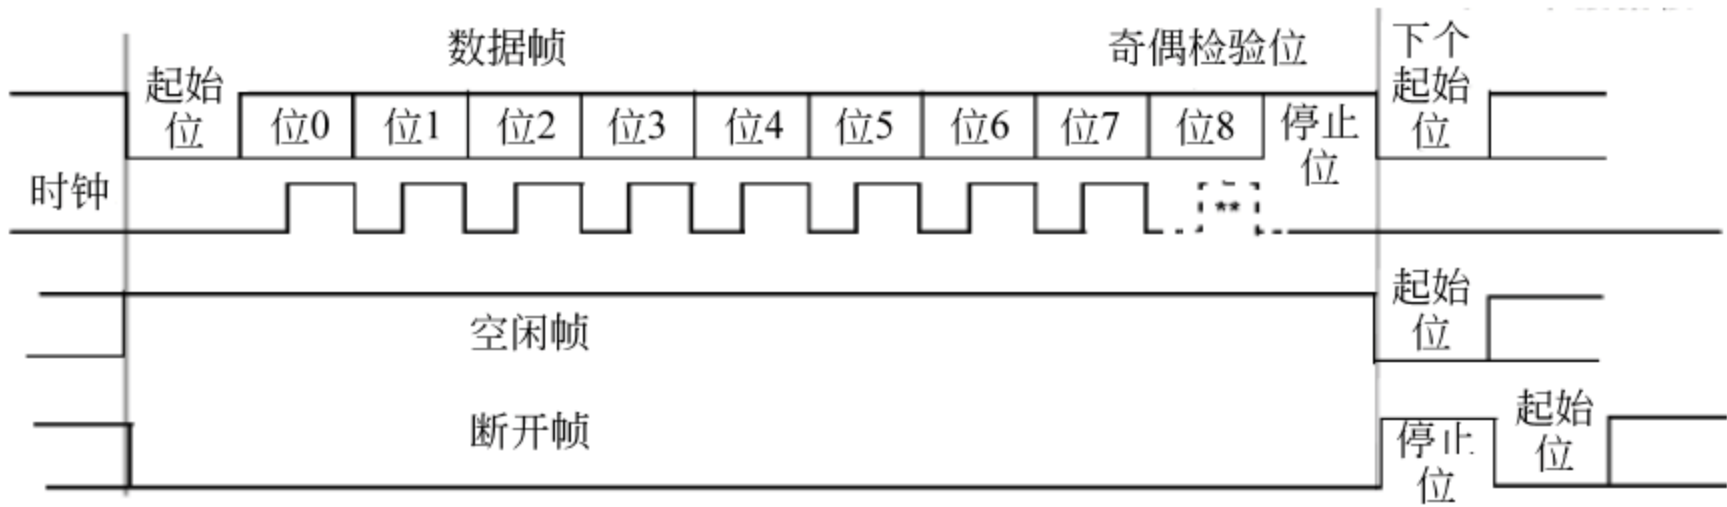 数据帧
奇偶检验位
下个
起始
位
起始
位
位0
位1
位2
位3
位4
位5
位6
位7
位8
停止
位
时钟
**
空闲帧
起始
位
断开帧
停止
位
起始
位